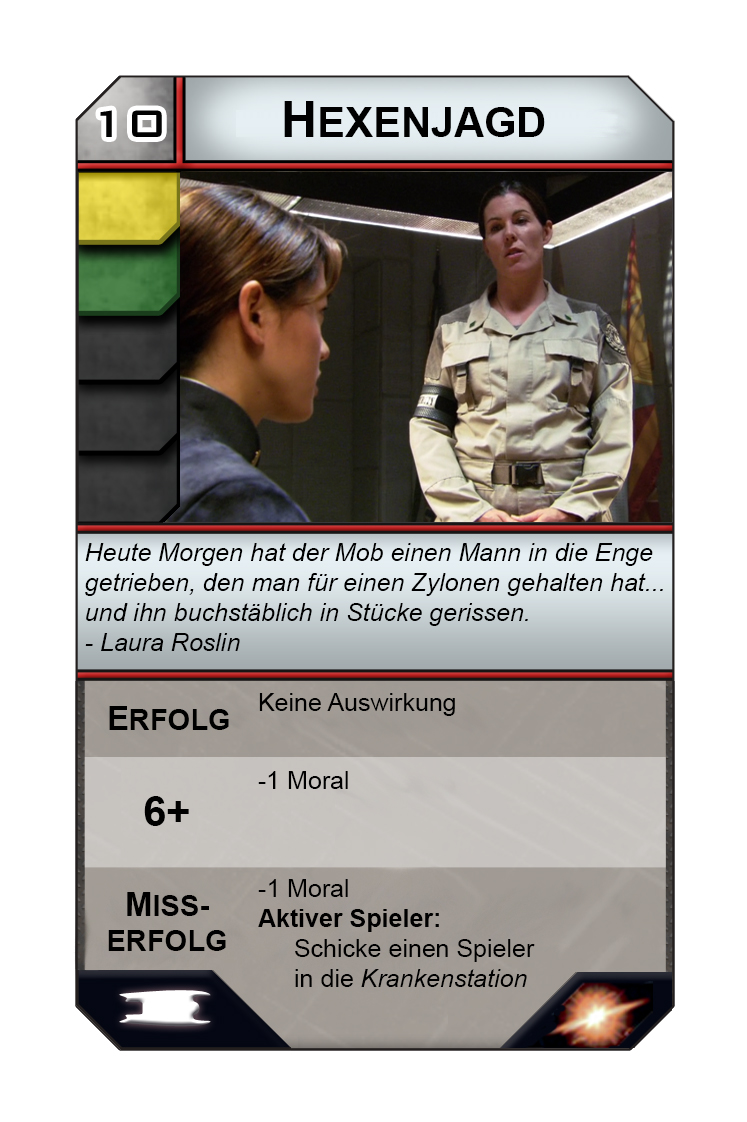 10
HEXENJAGD
Heute Morgen hat der Mob einen Mann in die Enge
getrieben, den man für einen Zylonen gehalten hat...
und ihn buchstäblich in Stücke gerissen.
- Laura Roslin
ERFOLG
Keine Auswirkung
6+
-1 Moral
MISS-
ERFOLG
-1 Moral
Aktiver Spieler:
Schicke einen Spieler
in die Krankenstation